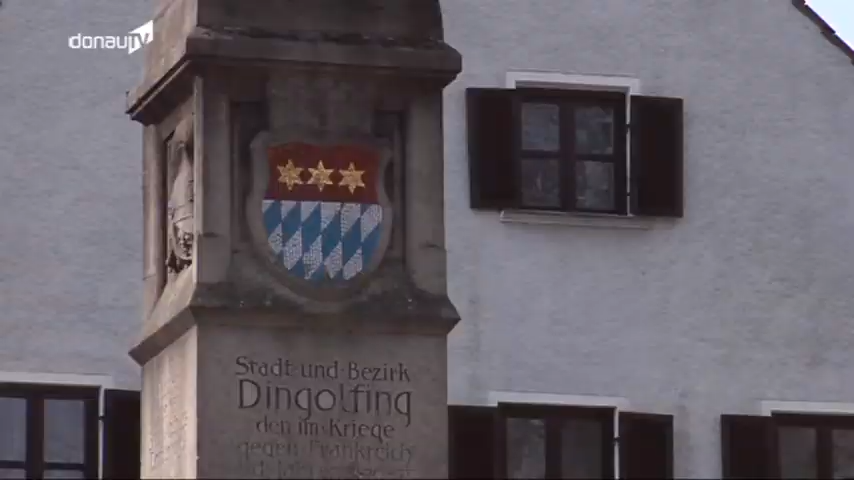 donauTV
Stadt und Bezirk
Dingolfing
den im Kriege
gegen Frankreich